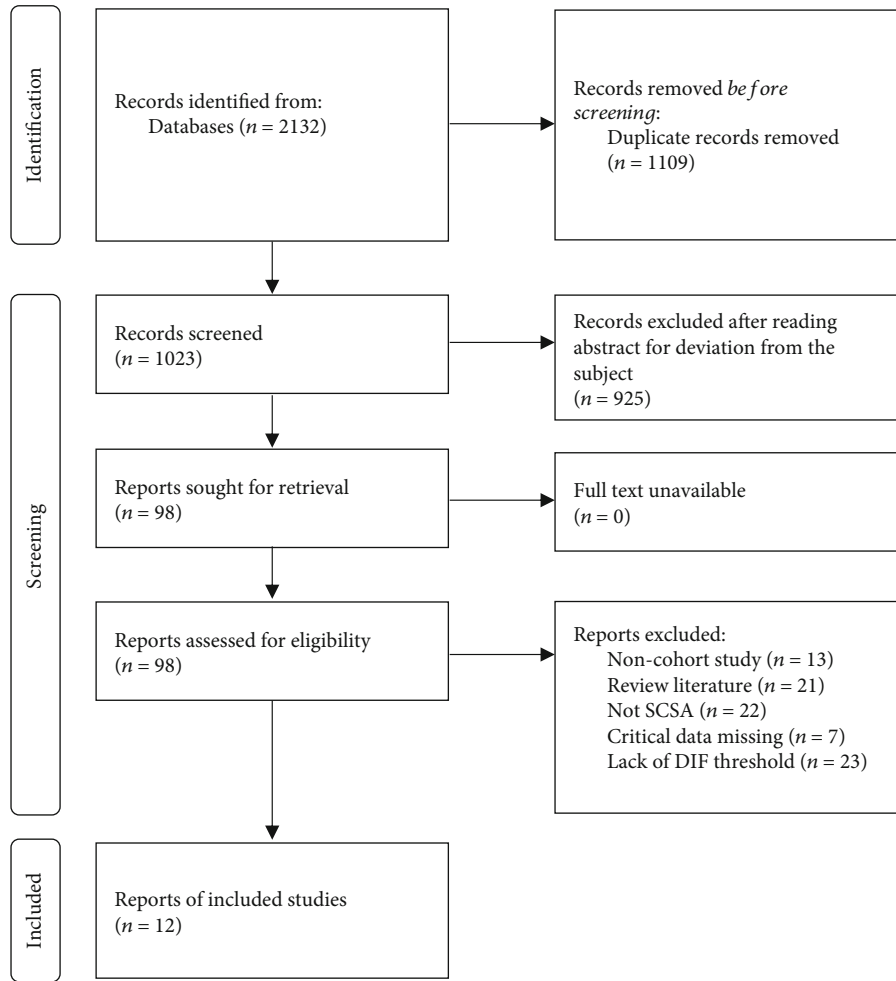 Identification
Records identified from:
Databases (n = 2132)
Records removed before
screening:
Duplicate records removed
(n = 1109)
Screening
Records screened
(n = 1023)
Records excluded after reading
abstract for deviation from the
subject
(n = 925)
Reports sought for retrieval
(n = 98)
Full text unavailable
(n = 0)
Reports assessed for eligibility
(n = 98)
Reports excluded:
Non-cohort study (n = 13)
Review literature (n = 21)
Not SCSA (n = 22)
Critical data missing (n = 7)
Lack of DIF threshold (n = 23)
Included
Reports of included studies
(n = 12)